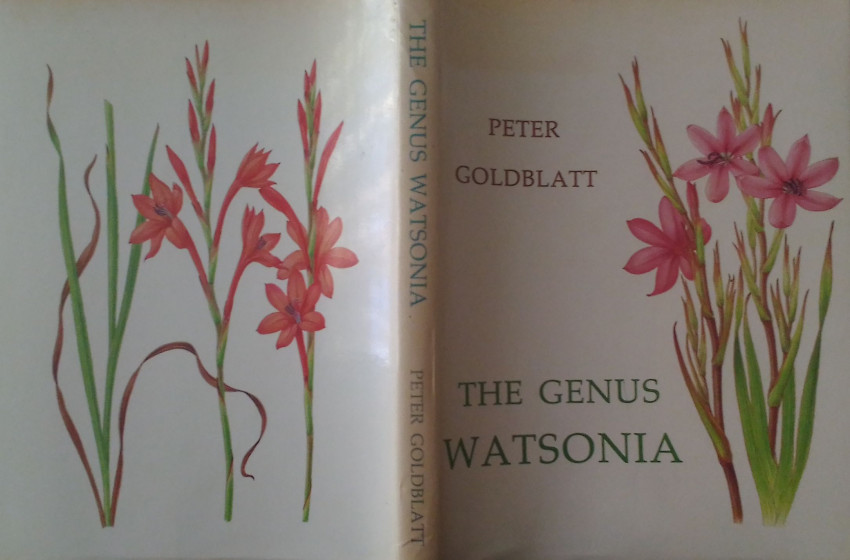 THE GENUS WATSONIA
PETER GOLDBLATT
PETER
GOLDBLATT
THE GENUS
WATSONIA